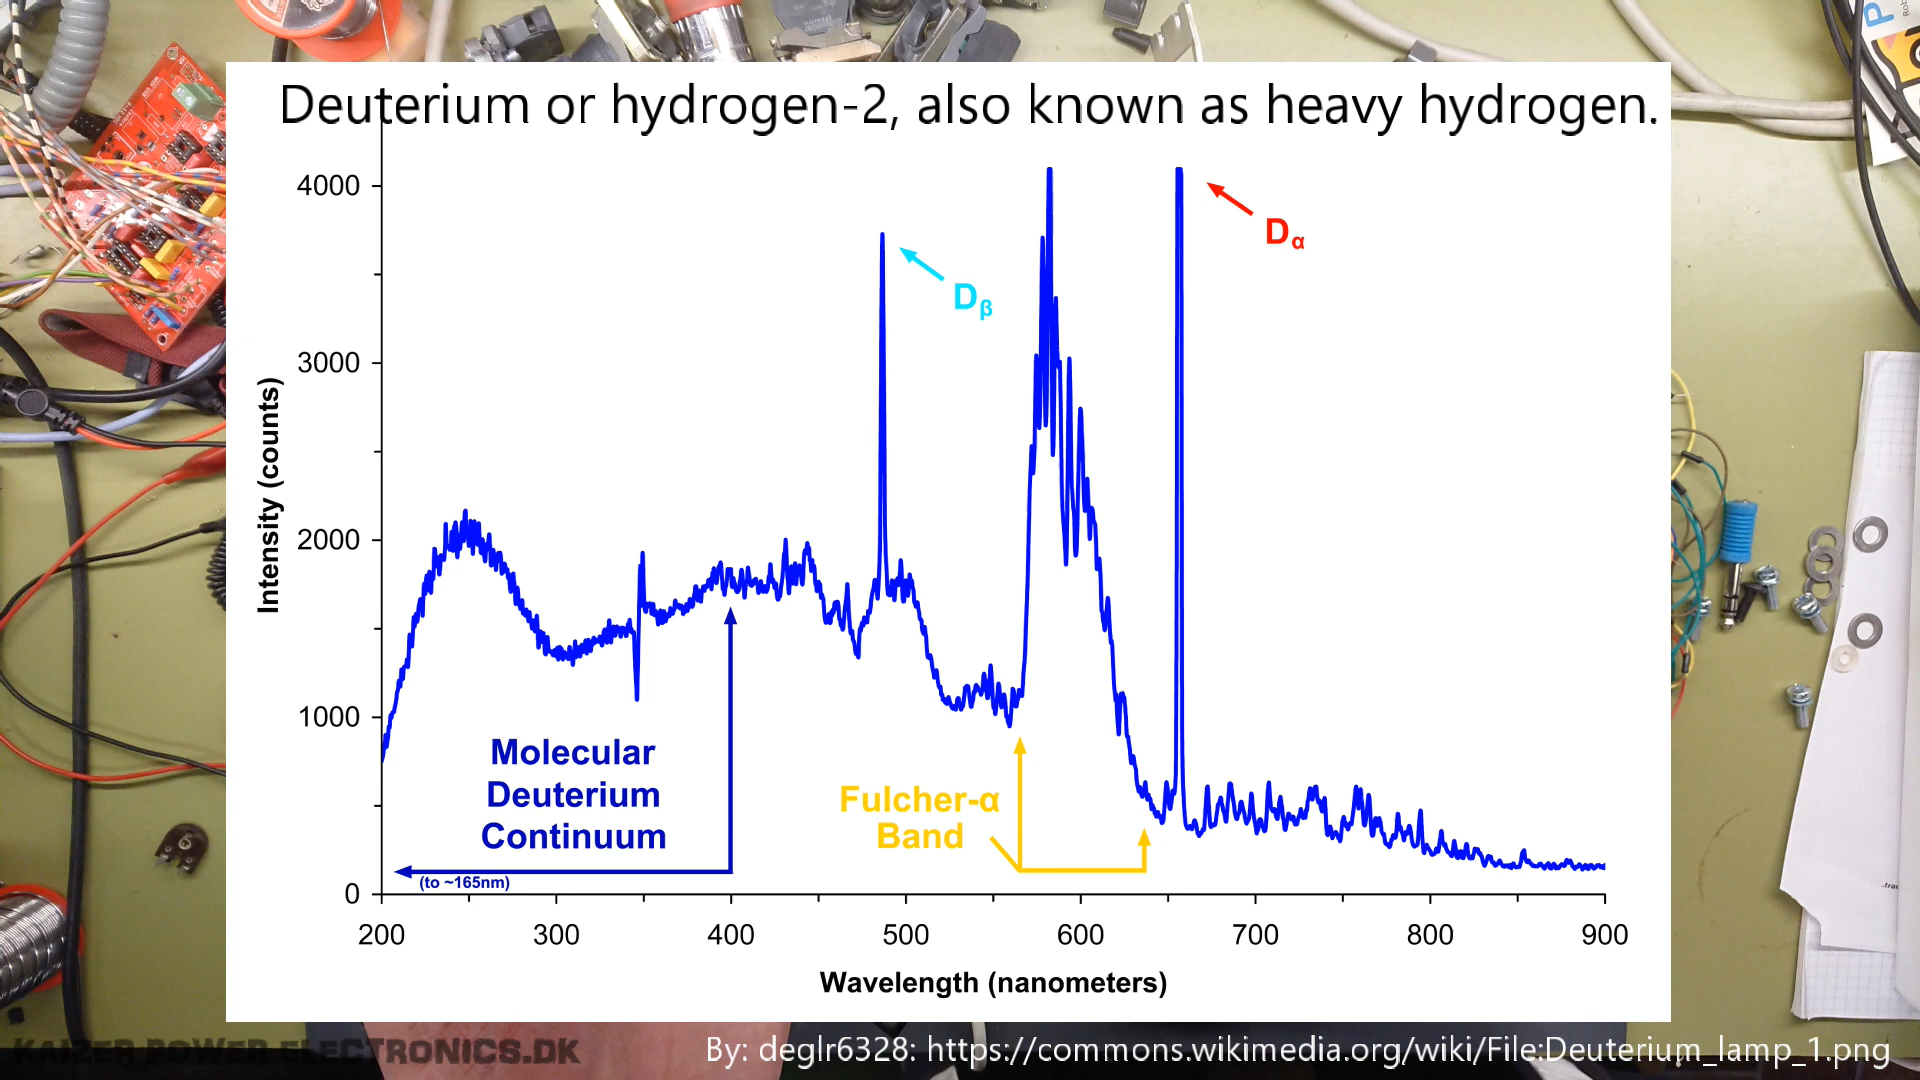 Deuterium or hydrogen-2, also known as heavy hydrogen.
4000
3000
2000
1000
0
Intensity (counts)
Dβ
Dα
Molecular
Deuterium
Continuum
(to ~165nm)
Fulcher-α
Band
200 300 400 500 600 700 800 900
Wavelength (nanometers)
KAIZER POWER ELECTRONICS.DK
By: deglr6328: https://commons.wikimedia.org/wiki/File:Deuterium_lamp_1.png